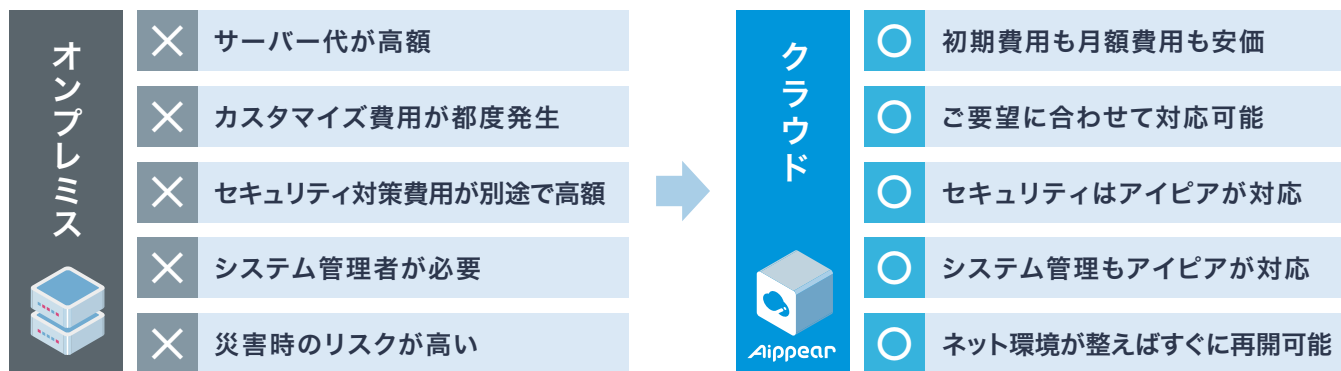 オンプレミス
サーバー代が高額
カスタマイズ費用が都度発生
セキュリティ対策費用が別途で高額
システム管理者が必要
災害時のリスクが高い
クラウド
Aippear
初期費用も月額費用も安価
ご要望に合わせて対応可能
セキュリティはアイピアが対応
システム管理もアイピアが対応
ネット環境が整えばすぐに再開可能